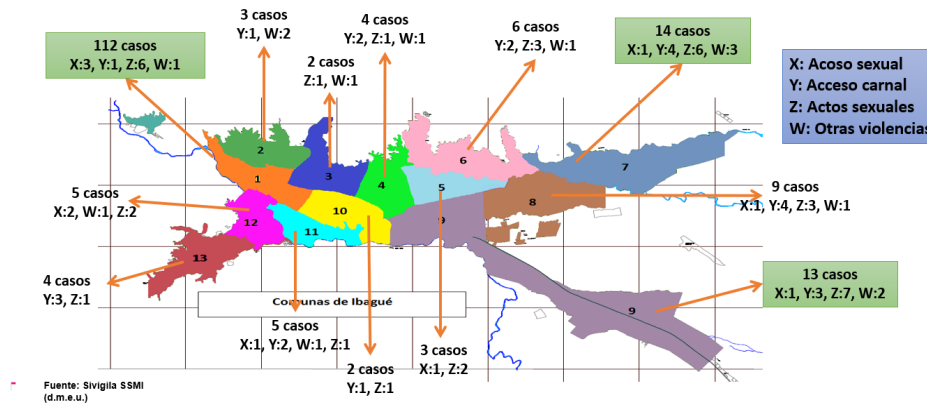 3 casos
Y:1, W:2
4 casos
Y:2, Z:1, W:1
6 casos
Y:2, Z:3, W:1
14 casos
X:1, Y:4, Z:6, W:3
112 casos
X:3, Y:1, Z:6, W:1
2 casos
Z:1, W:1
X: Acoso sexual
Y: Acceso carnal
Z: Actos sexuales
W: Otras violencias
2
1
3
4
6
5
7
8
9
10
11
12
13
9
5 casos
X:2, W:1, Z:2
9 casos
X:1, Y:4, Z:3, W:1
4 casos
Y:3, Z:1
13 casos
X:1, Y:3, Z:7, W:2
Comunas de Ibagué
5 casos
X:1, Y:2, W:1, Z:1
2 casos
Y:1, Z:1
3 casos
X:1, Z:2
Fuente: Sivigila SSMI
(d.m.e.u.)